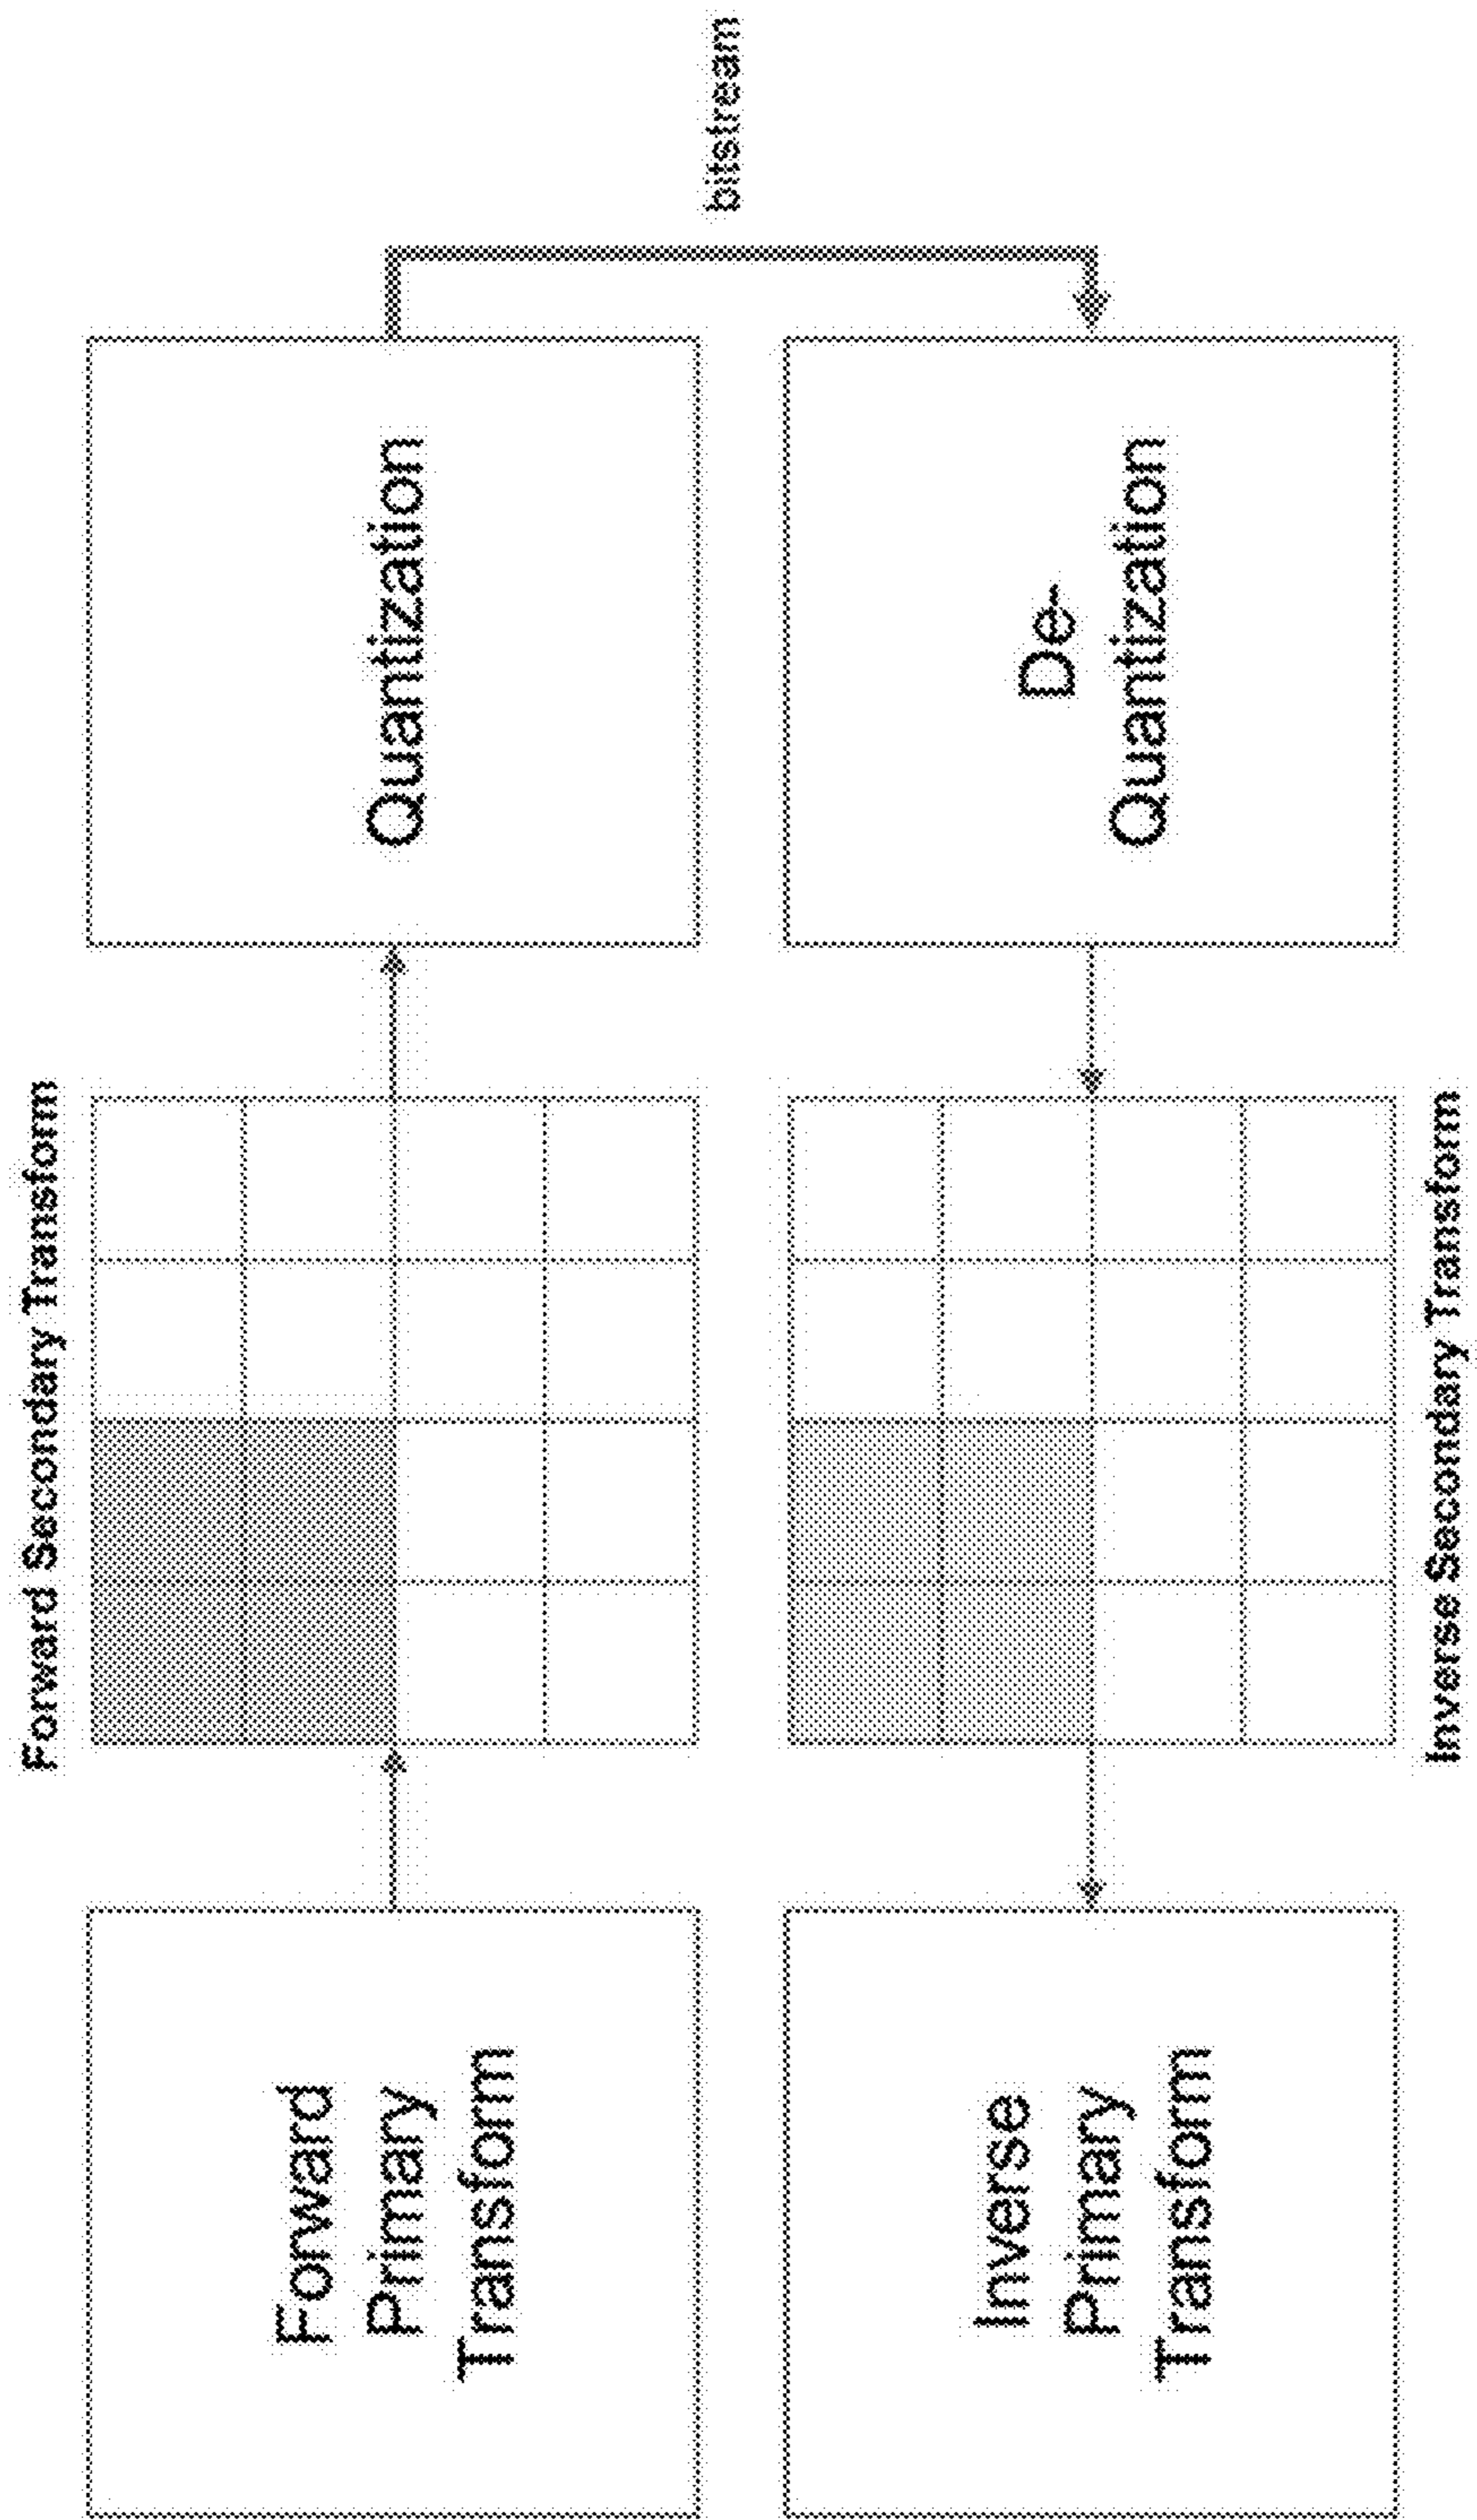 Forward Secondary Transform
Forward
Primary
Transform
Quantization
bitstream
Inverse
Primary
Transform
De-
Quantization
Inverse Secondary Transform